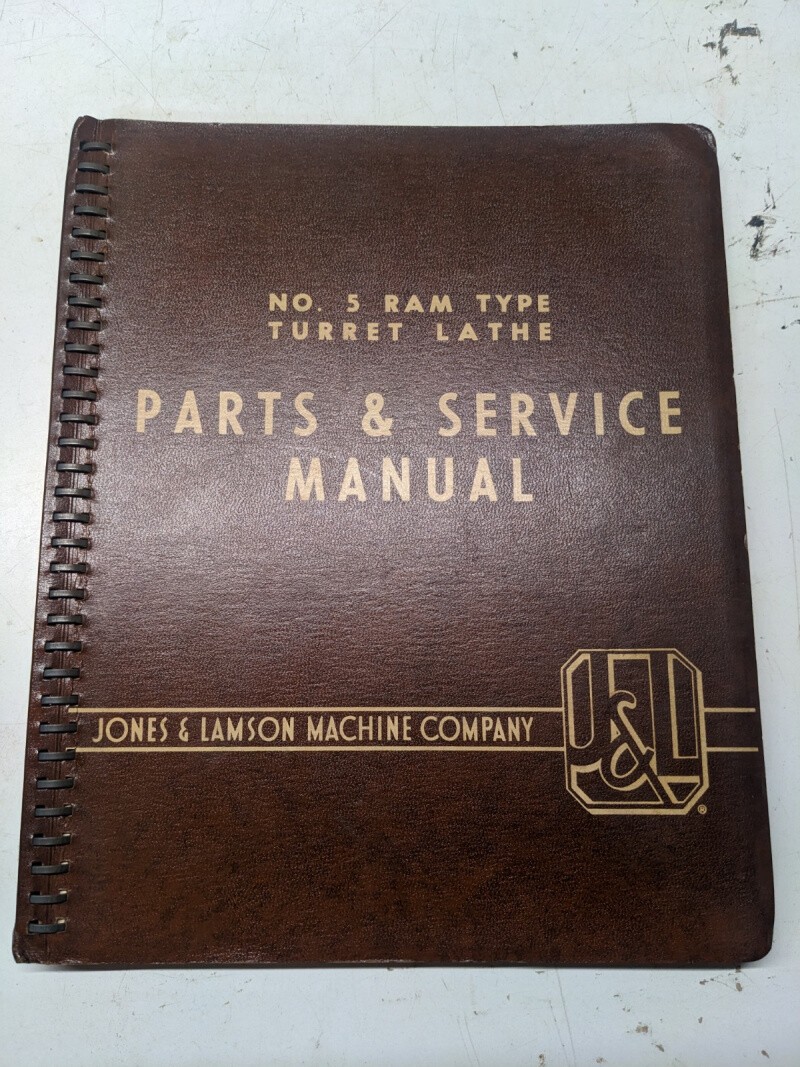 NO. 5 RAM TYPE
TURRET LATHE
PARTS & SERVICE
MANUAL
JONES & LAMSON MACHINE COMPANY
J&L
®